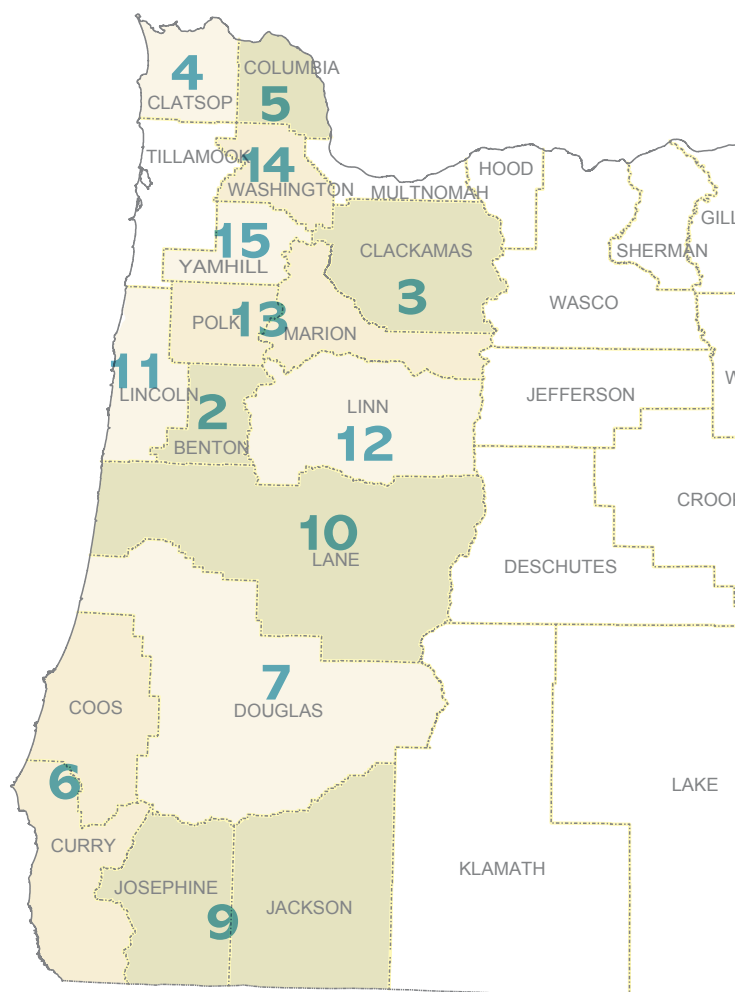 4
CLATSOP
COLUMBIA
5
TILLAMOOK
14
WASHINGTON
MULTNOMAH
HOOD
SHERMAN
GILL
15
YAMHILL
CLACKAMAS
3
WASCO
POLK
13
MARION
11
LINCOLN
2
BENTON
LINN
12
JEFFERSON
W
CROO
10
LANE
DESCHUTES
7
DOUGLAS
COOS
6
CURRY
LAKE
KLAMATH
JOSEPHINE
9
JACKSON